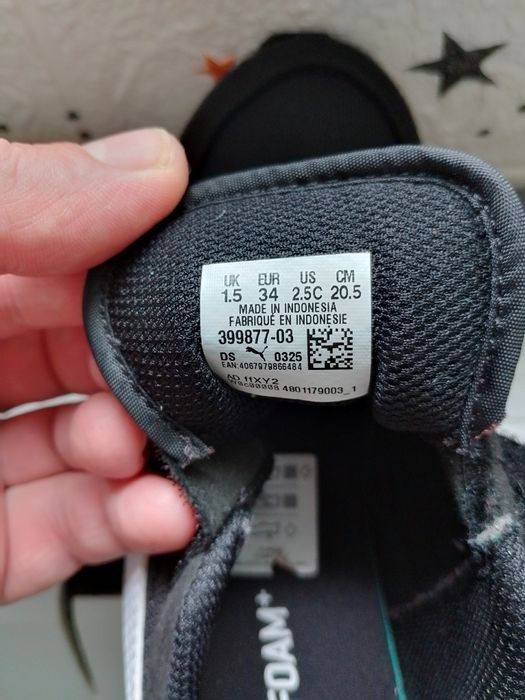 UK EUR US CM
1.5 34 2.5C 20.5
MADE IN INDONESIA
FABRIQUÉ EN INDONESIE
399877-03
DS 0325
EAN:4067979866484
4801179003_1
FOAM+